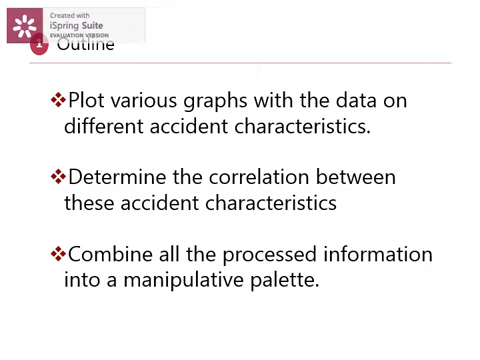 Created with
iSpring Suite
EVALUATION VERSION
1 Outline
❖Plot various graphs with the data on
different accident characteristics.
❖Determine the correlation between
these accident characteristics
❖Combine all the processed information
into a manipulative palette.